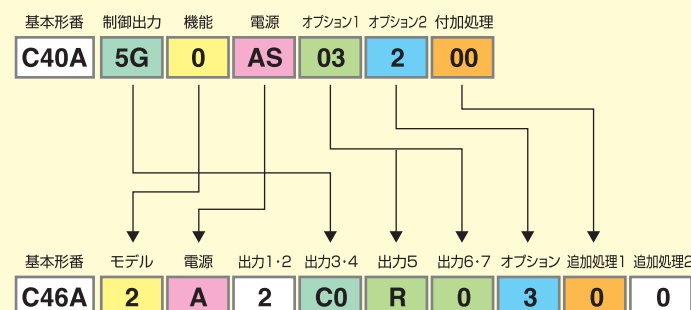 基本形番 制御出力 機能 電源 オプション1 オプション2 付加処理
C40A 5G 0 AS 03 2 00
基本形番 モデル 電源 出力1・2 出力3・4 出力5 出力6・7 オプション 追加処理1 追加処理2
C46A 2 A 2 C0 R 0 3 0 0